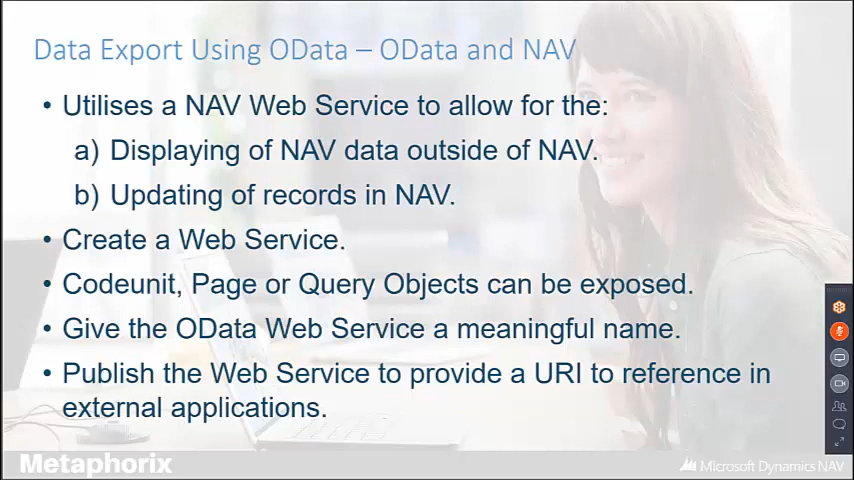 Data Export Using OData – OData and NAV
• Utilises a NAV Web Service to allow for the:
a) Displaying of NAV data outside of NAV.
b) Updating of records in NAV.
• Create a Web Service.
• Codeunit, Page or Query Objects can be exposed.
• Give the OData Web Service a meaningful name.
• Publish the Web Service to provide a URI to reference in
external applications.
Metaphorix
Microsoft Dynamics NAV